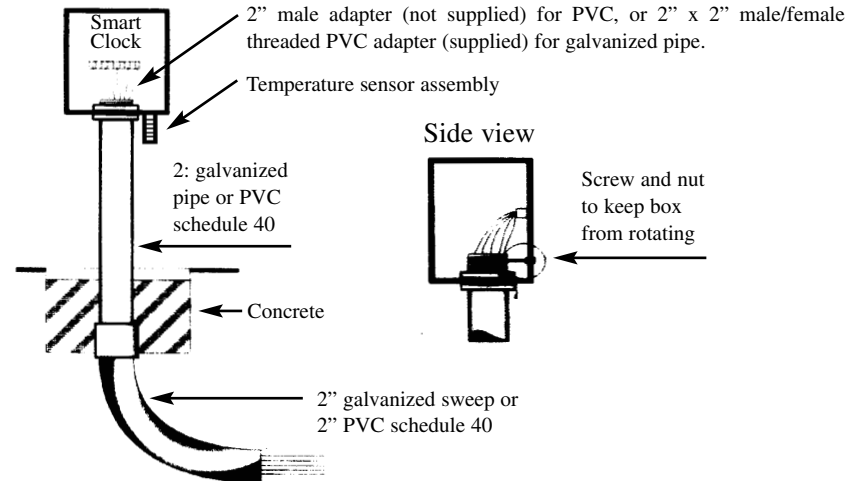 Smart
Clock
2” male adapter (not supplied) for PVC, or 2” x 2” male/female
threaded PVC adapter (supplied) for galvanized pipe.
Temperature sensor assembly
2: galvanized
pipe or PVC
schedule 40
Concrete
2” galvanized sweep or
2” PVC schedule 40
Side view
Screw and nut
to keep box
from rotating